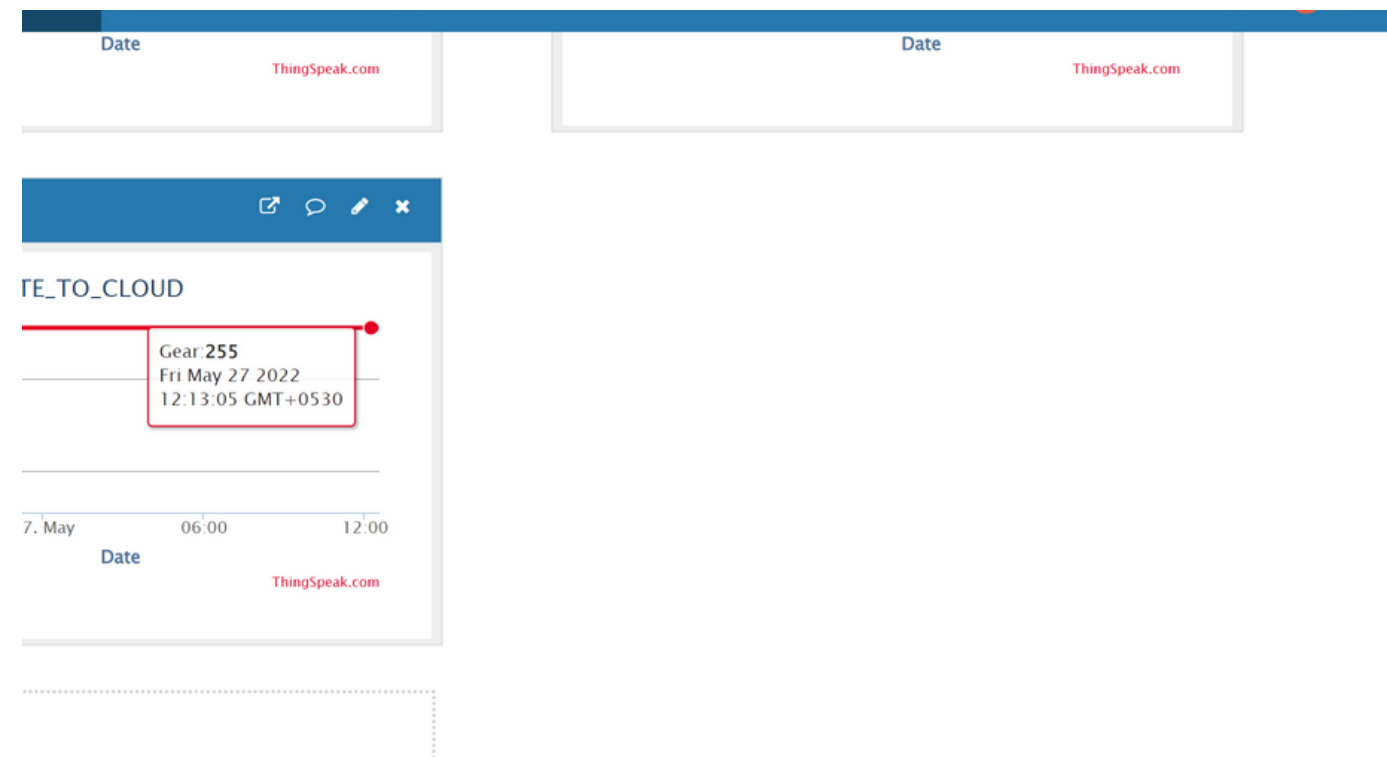 Date
ThingSpeak.com
Date
ThingSpeak.com
TE_TO_CLOUD
Gear:255
Fri May 27 2022
12:13:05 GMT+0530
7. May 06:00 12:00
Date
ThingSpeak.com